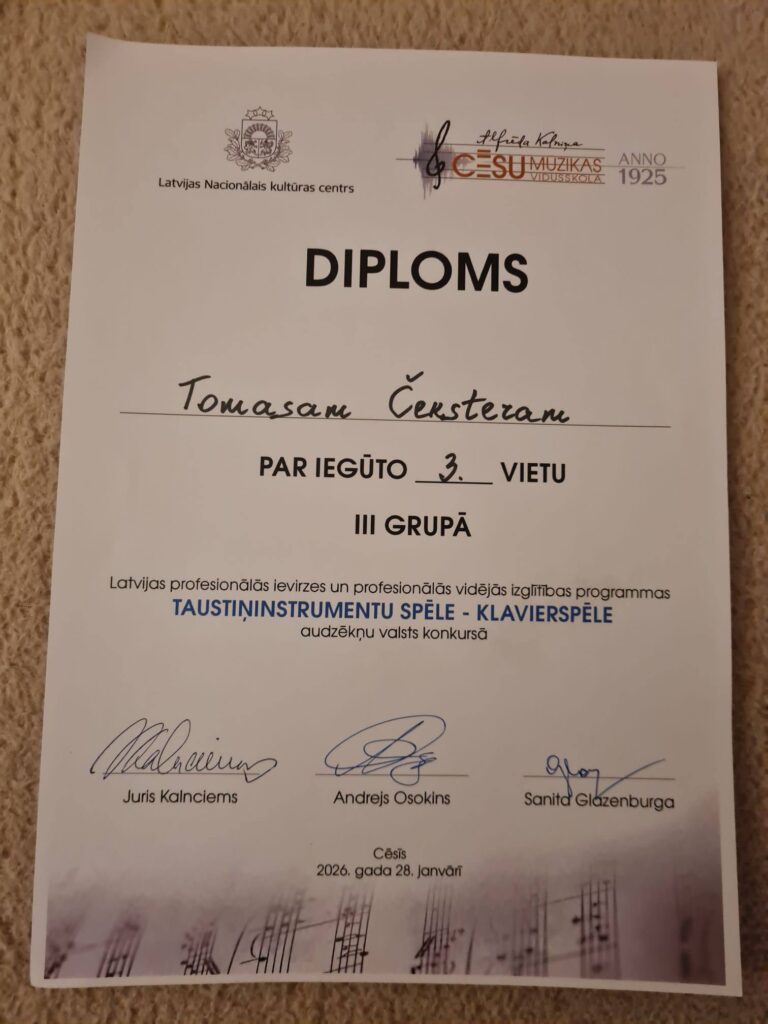 Latvijas Nacionālais kultūras centrs
Alfrēda Kalniņa
CĒSU MŪZIKAS
VIDUSSKOLA
ANNO
1925
DIPLOMS
Tomasam Čeksteram
PAR IEGŪTO 3. VIETU
III GRUPĀ
Latvijas profesionālās ievirzes un profesionālās vidējās izglītības programmas
TAUSTIŅINSTRUMENTU SPĒLE - KLAVIERSPĒLE
audzēkņu valsts konkursā
Juris Kalnciems
Andrejs Osokins
Sanita Glazenburga
Cēsīs
2026. gada 28. janvārī